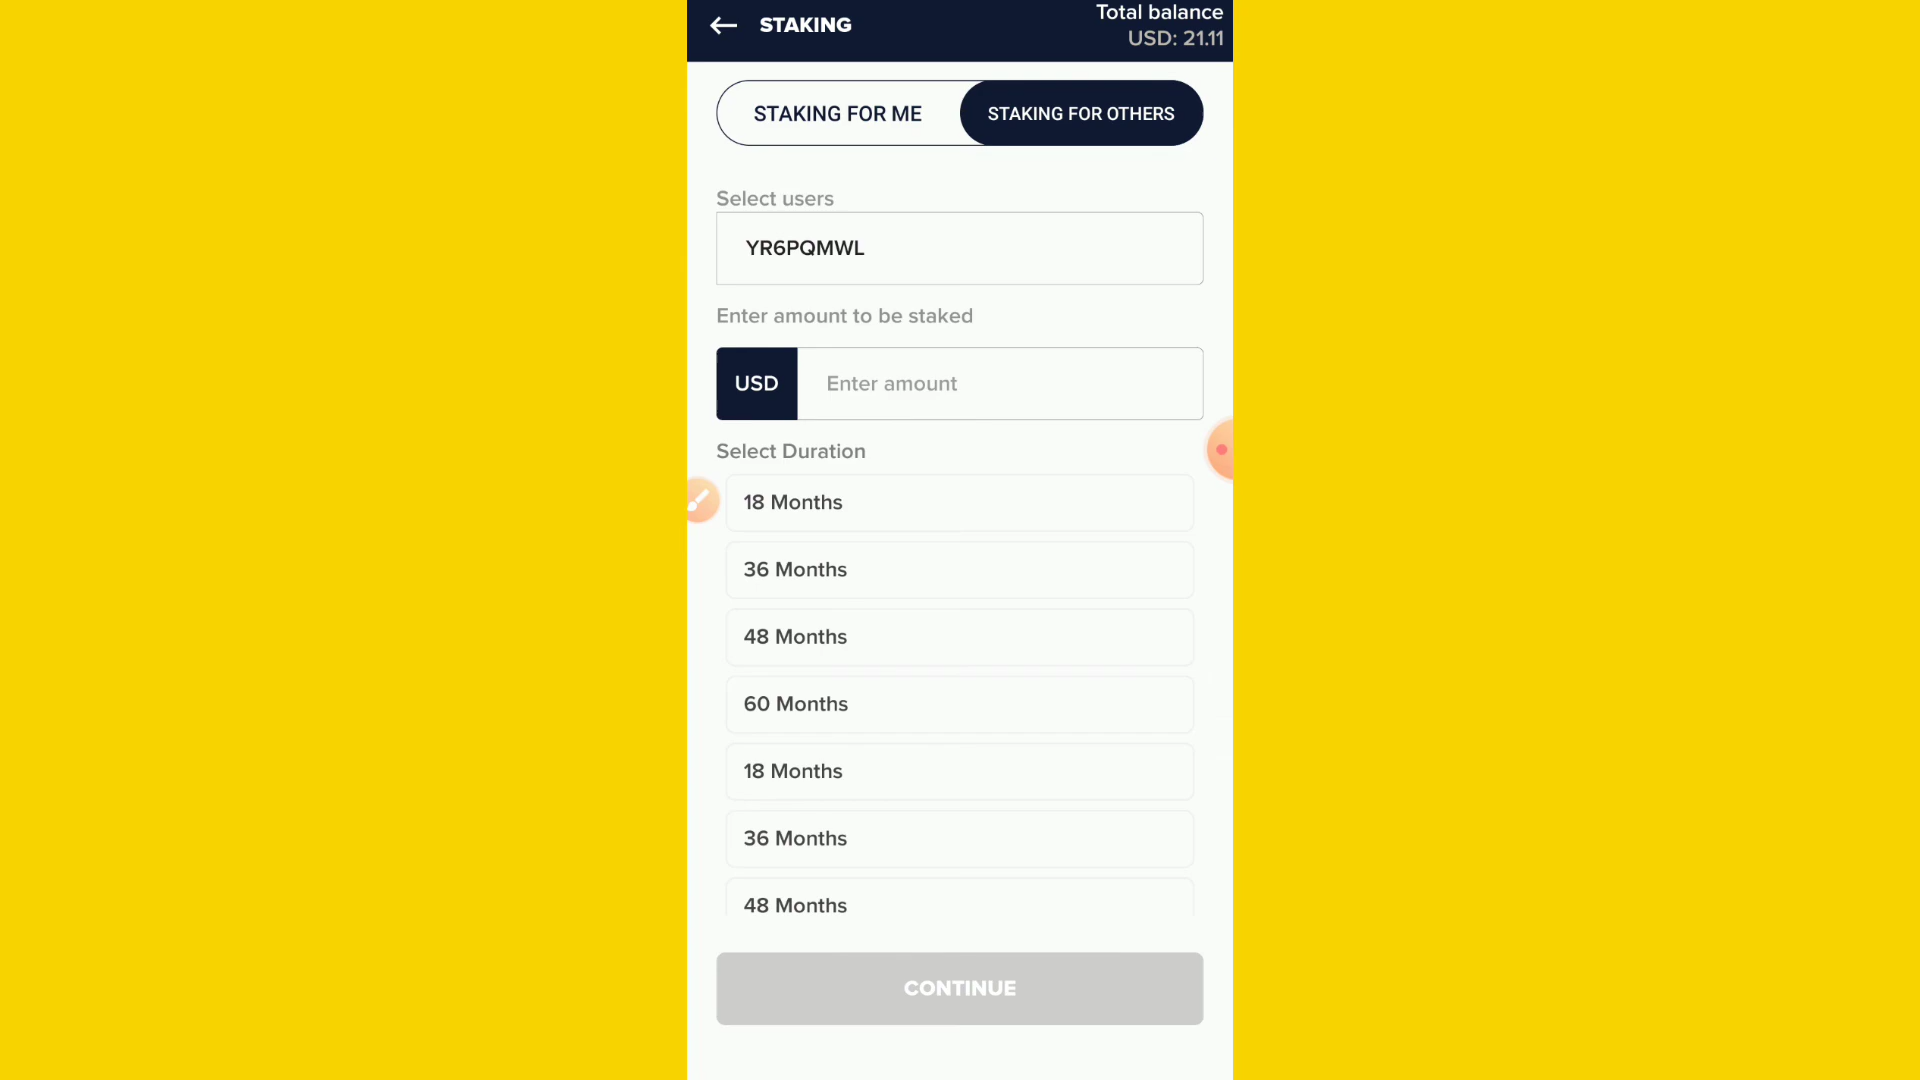 STAKING
Total balance
USD: 21.11
STAKING FOR ME
STAKING FOR OTHERS
Select users
YR6PQMWL
Enter amount to be staked
USD
Enter amount
Select Duration
18 Months
36 Months
48 Months
60 Months
18 Months
36 Months
48 Months
CONTINUE